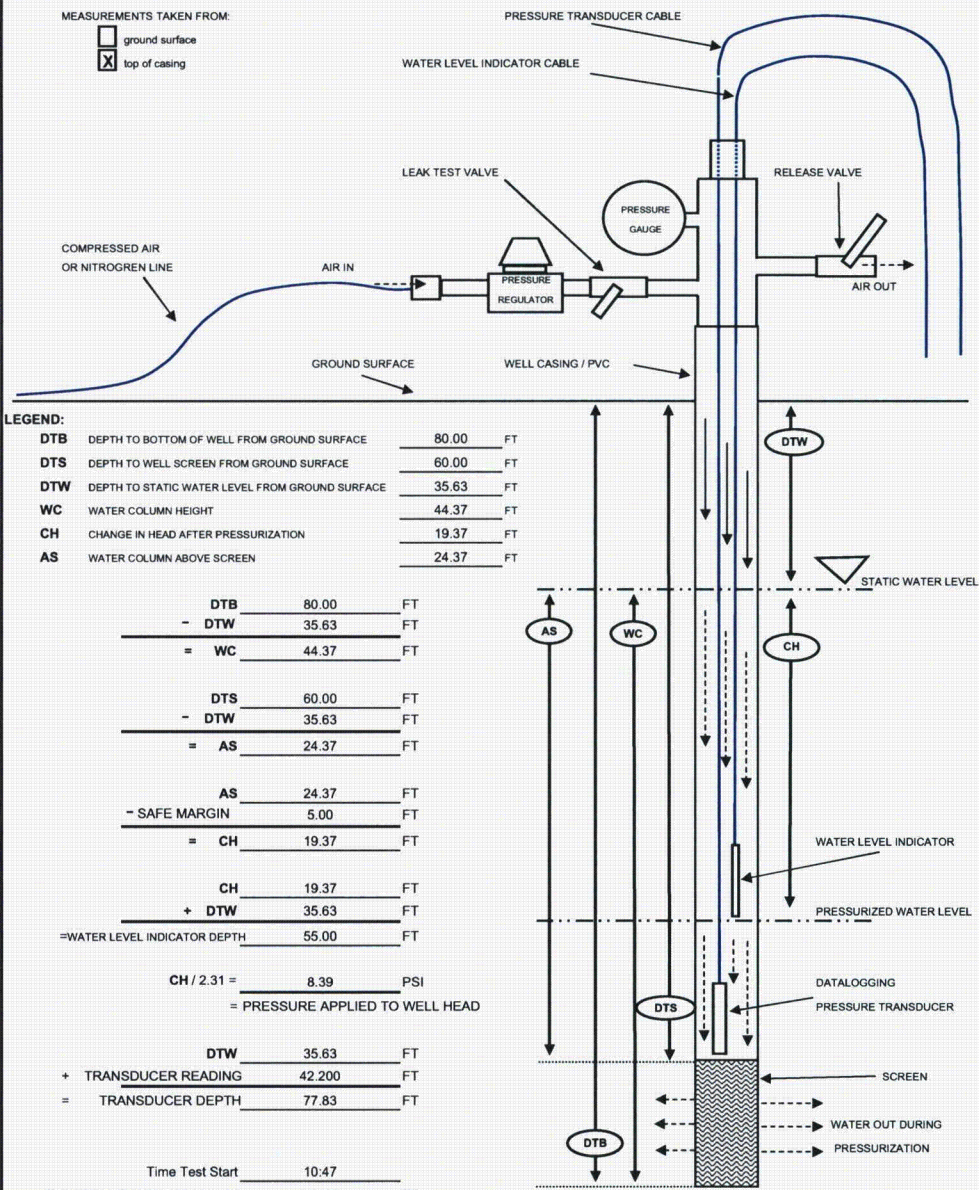 MEASUREMENTS TAKEN FROM:
ground surface
X top of casing
PRESSURE TRANSDUCER CABLE
WATER LEVEL INDICATOR CABLE
LEAK TEST VALVE
RELEASE VALVE
PRESSURE
GAUGE
COMPRESSED AIR
OR NITROGREN LINE
AIR IN
PRESSURE
REGULATOR
AIR OUT
GROUND SURFACE
WELL CASING / PVC
LEGEND:
DTB DEPTH TO BOTTOM OF WELL FROM GROUND SURFACE 80.00 FT
DTS DEPTH TO WELL SCREEN FROM GROUND SURFACE 60.00 FT
DTW DEPTH TO STATIC WATER LEVEL FROM GROUND SURFACE 35.63 FT
WC WATER COLUMN HEIGHT 44.37 FT
CH CHANGE IN HEAD AFTER PRESSURIZATION 19.37 FT
AS WATER COLUMN ABOVE SCREEN 24.37 FT
DTB 80.00 FT
- DTW 35.63 FT
= WC 44.37 FT
DTS 60.00 FT
- DTW 35.63 FT
= AS 24.37 FT
AS 24.37 FT
- SAFE MARGIN 5.00 FT
= CH 19.37 FT
CH 19.37 FT
+ DTW 35.63 FT
=WATER LEVEL INDICATOR DEPTH 55.00 FT
CH / 2.31 = 8.39 PSI
= PRESSURE APPLIED TO WELL HEAD
DTW 35.63 FT
+ TRANSDUCER READING 42.200 FT
= TRANSDUCER DEPTH 77.83 FT
Time Test Start 10:47
DTW
STATIC WATER LEVEL
AS
WC
CH
WATER LEVEL INDICATOR
PRESSURIZED WATER LEVEL
DATALOGGING
PRESSURE TRANSDUCER
DTS
SCREEN
WATER OUT DURING
PRESSURIZATION
DTB